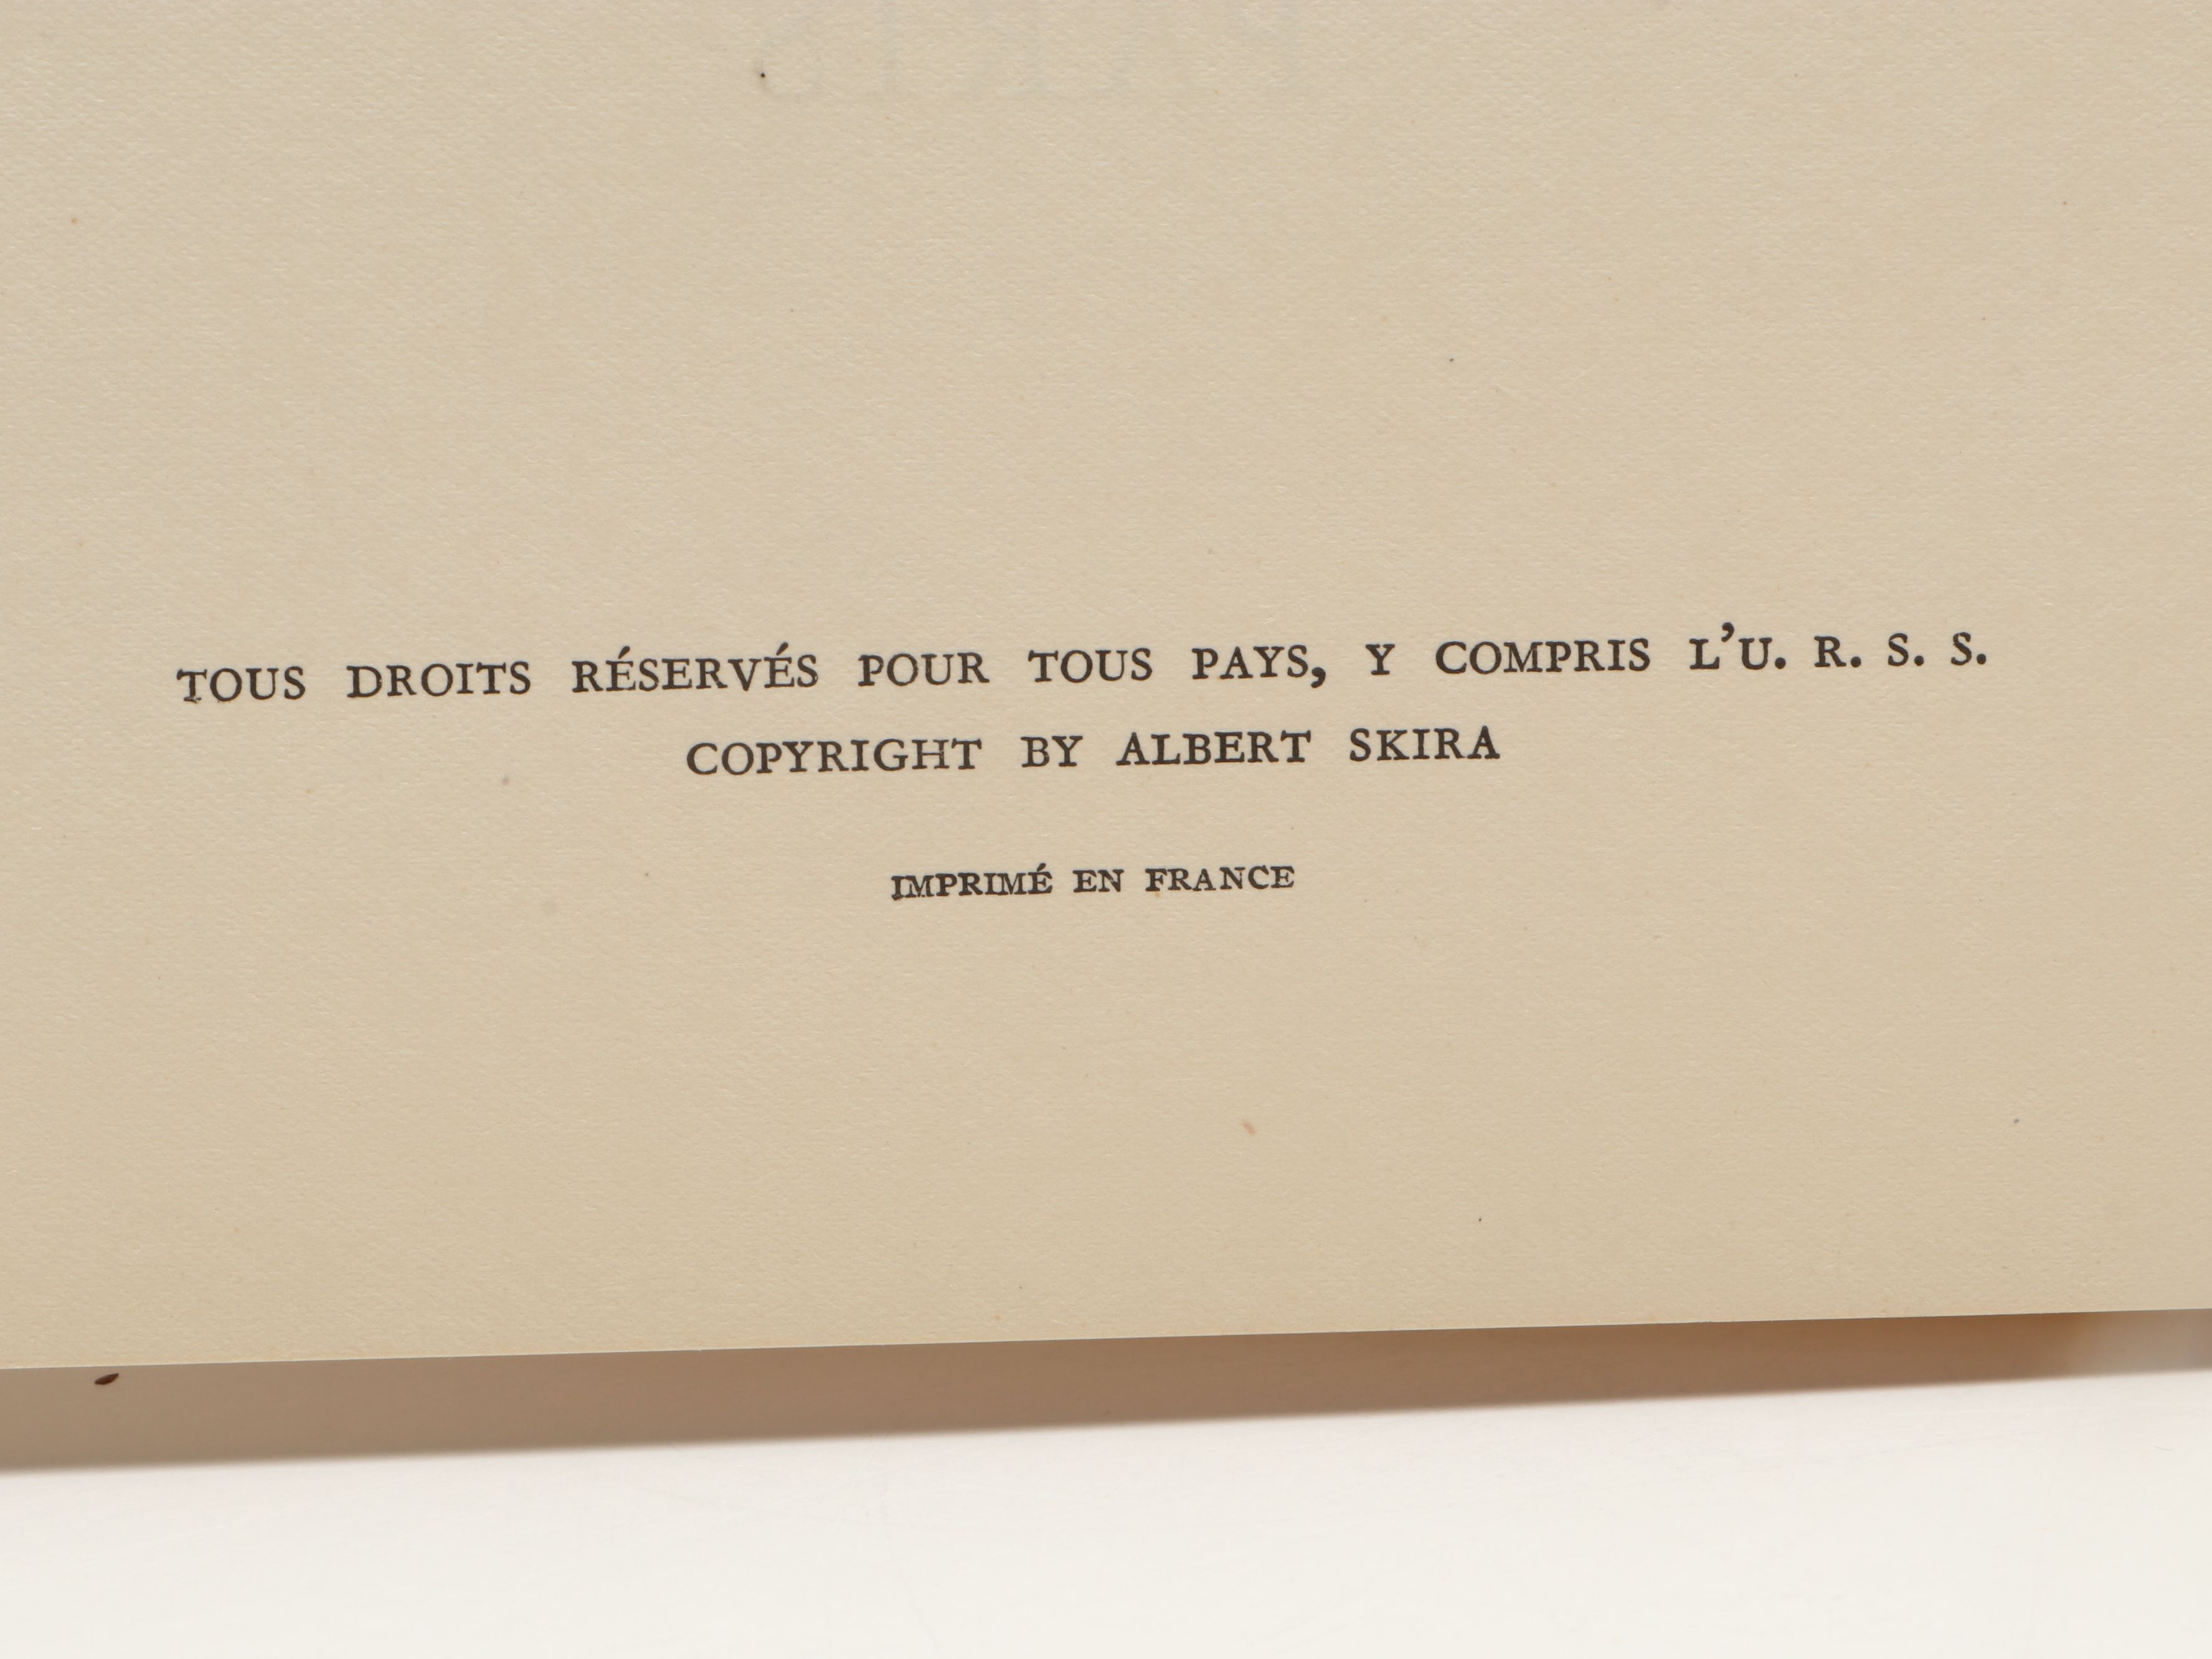 TOUS DROITS RÉSERVÉS POUR TOUS PAYS, Y COMPRIS L'U. R. S. S.
COPYRIGHT BY ALBERT SKIRA
IMPRIMÉ EN FRANCE